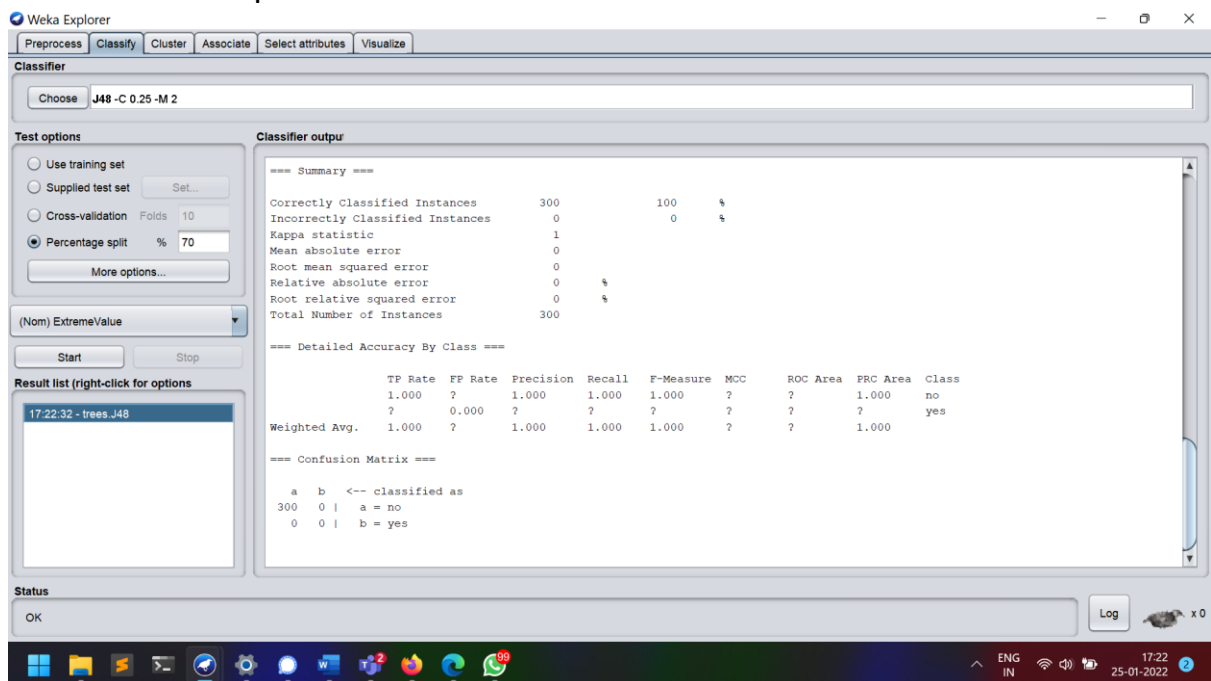 Weka Explorer
Preprocess Classify Cluster Associate Select attributes Visualize
Classifier
Choose J48 -C 0.25 -M 2
Test options
Use training set
Supplied test set Set...
Cross-validation Folds 10
Percentage split % 70
More options...
(Nom) ExtremeValue
Start Stop
Result list (right-click for options
17:22:32 - trees.J48
Classifier outpu
=== Summary ===
Correctly Classified Instances 300 100 %
Incorrectly Classified Instances 0 0 %
Kappa statistic 1
Mean absolute error 0
Root mean squared error 0
Relative absolute error 0 %
Root relative squared error 0 %
Total Number of Instances 300
=== Detailed Accuracy By Class ===
TP Rate FP Rate Precision Recall F-Measure MCC ROC Area PRC Area Class
1.000 ? 1.000 1.000 1.000 ? ? 1.000 no
? 0.000 ? ? ? ? ? ? yes
Weighted Avg. 1.000 ? 1.000 1.000 1.000 ? ? 1.000
=== Confusion Matrix ===
a b <-- classified as
300 0 | a = no
0 0 | b = yes
Status
OK
Log x 0
2 99
ENG
IN
17:22
25-01-2022
2